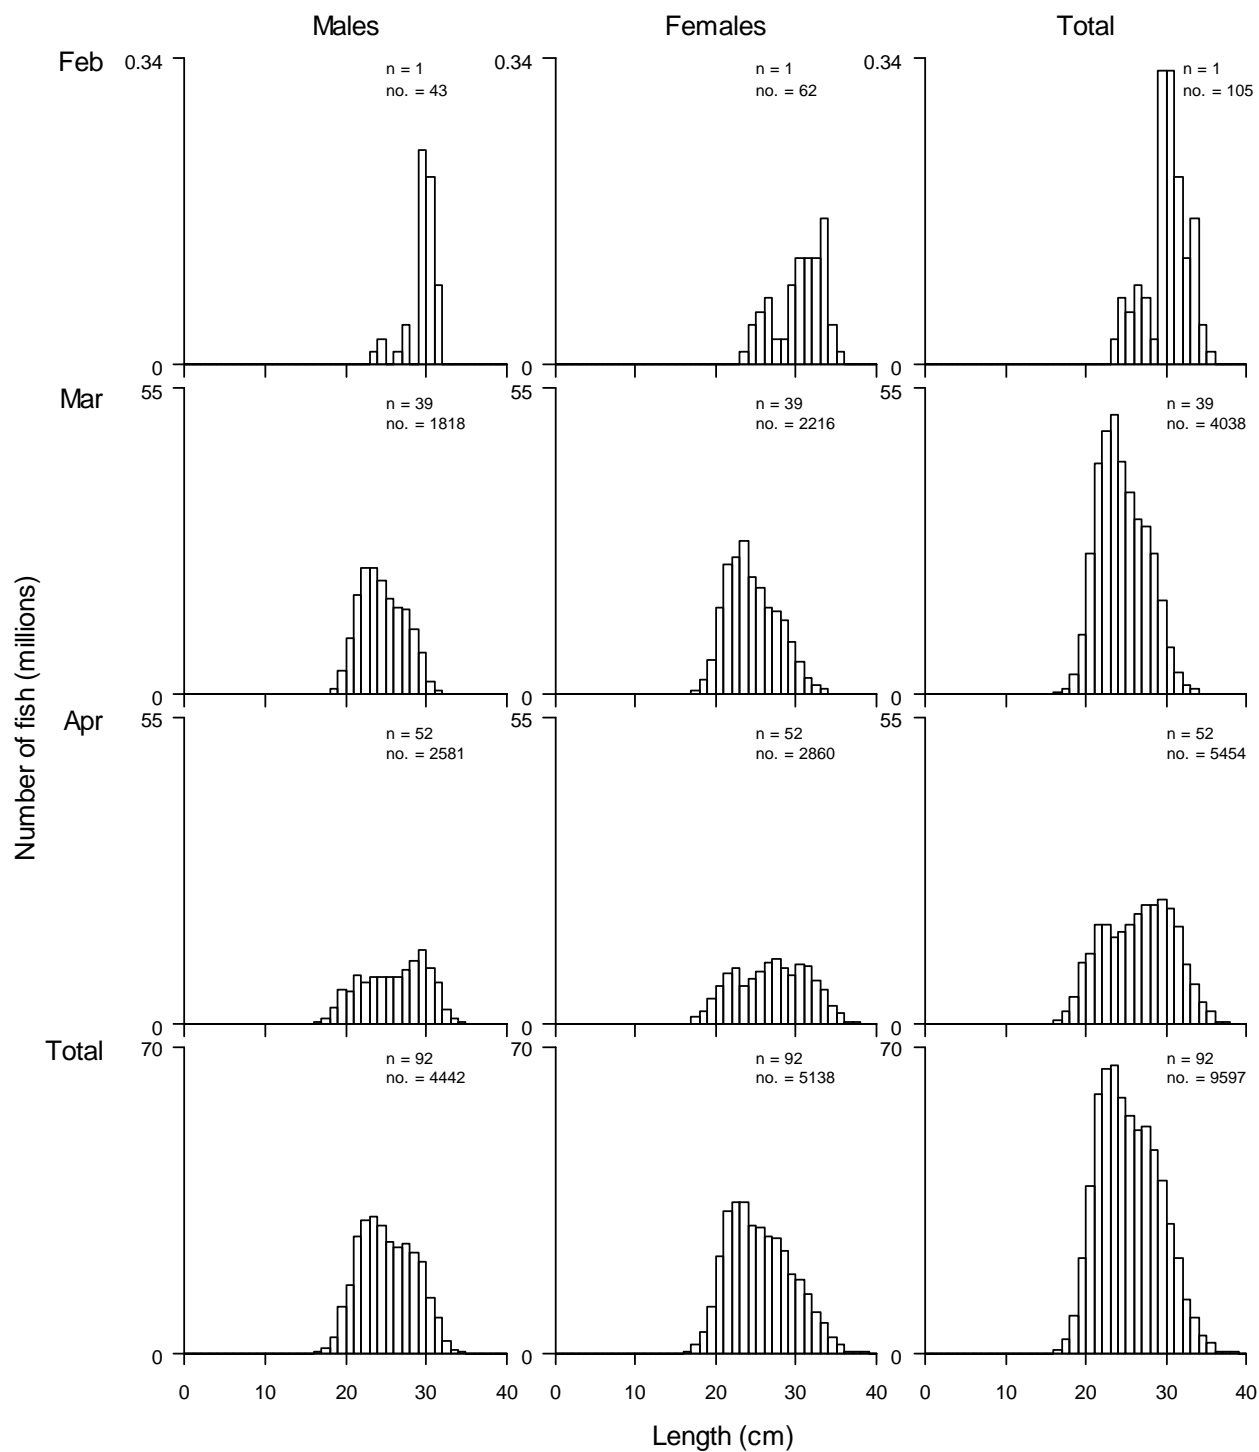 Males Females Total
Feb 0.34 0.34 0.34
n = 1 n = 1 n = 1
no. = 43 no. = 62 no. = 105
0 0 0
Mar 55 55 55
n = 39 n = 39 n = 39
no. = 1818 no. = 2216 no. = 4038
0 0 0
Apr 55 55 55
n = 52 n = 52 n = 52
no. = 2581 no. = 2860 no. = 5454
0 0 0
Total 70 70 70
n = 92 n = 92 n = 92
no. = 4442 no. = 5138 no. = 9597
0 0 0
0 10 20 30 40 0 10 20 30 40 0 10 20 30 40
Length (cm)
Number of fish (millions)